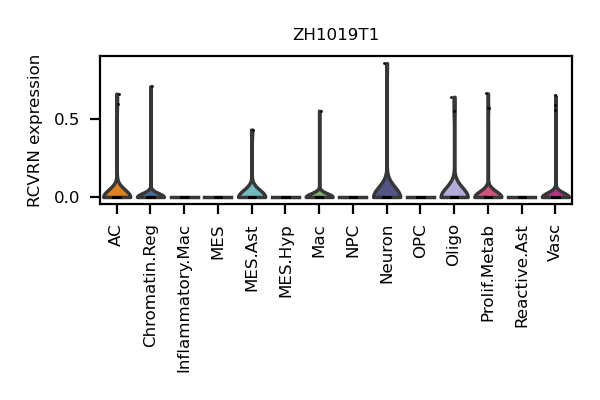 ZH1019T1
RCVRN expression
0.5
0.0
AC
Chromatin.Reg
Inflammatory.Mac
MES
MES.Ast
MES.Hyp
Mac
NPC
Neuron
OPC
Oligo
Prolif.Metab
Reactive.Ast
Vasc